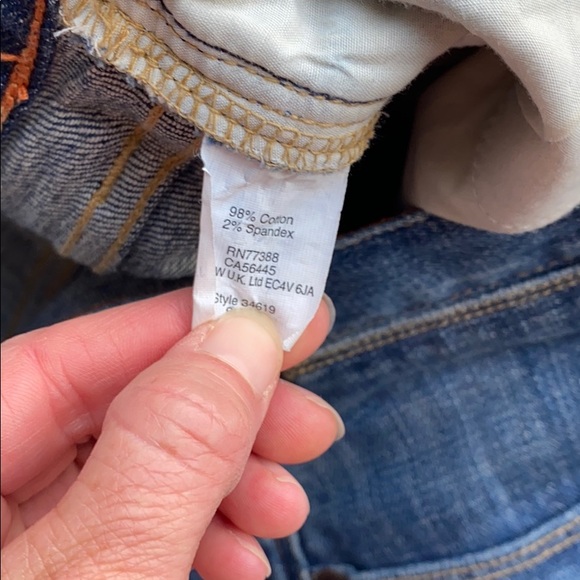 98% Cotton
2% Spandex
RN77388
CA56445
W U.K. Ltd EC4V 6JA
Style 34619